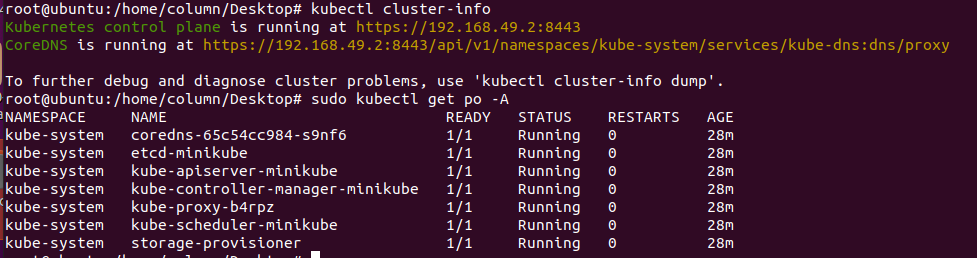 root@ubuntu:/home/column/Desktop# kubectl cluster-info
Kubernetes control plane is running at https://192.168.49.2:8443
CoreDNS is running at https://192.168.49.2:8443/api/v1/namespaces/kube-system/services/kube-dns:dns/proxy

To further debug and diagnose cluster problems, use 'kubectl cluster-info dump'.
root@ubuntu:/home/column/Desktop# sudo kubectl get po -A
NAMESPACE     NAME                               READY   STATUS    RESTARTS   AGE
kube-system   coredns-65c54cc984-s9nf6           1/1     Running   0          28m
kube-system   etcd-minikube                      1/1     Running   0          28m
kube-system   kube-apiserver-minikube            1/1     Running   0          28m
kube-system   kube-controller-manager-minikube   1/1     Running   0          28m
kube-system   kube-proxy-b4rpz                   1/1     Running   0          28m
kube-system   kube-scheduler-minikube            1/1     Running   0          28m
kube-system   storage-provisioner                1/1     Running   0          28m